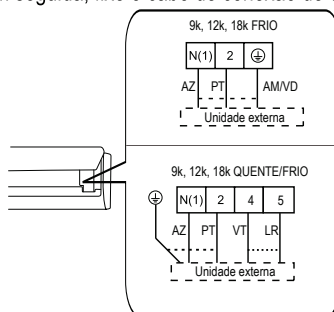 9k, 12k, 18k FRIO
N(1) 2
AZ PT AM/VD
Unidade externa
9k, 12k, 18k QUENTE/FRIO
N(1) 2 4 5
AZ PT VT LR
Unidade externa